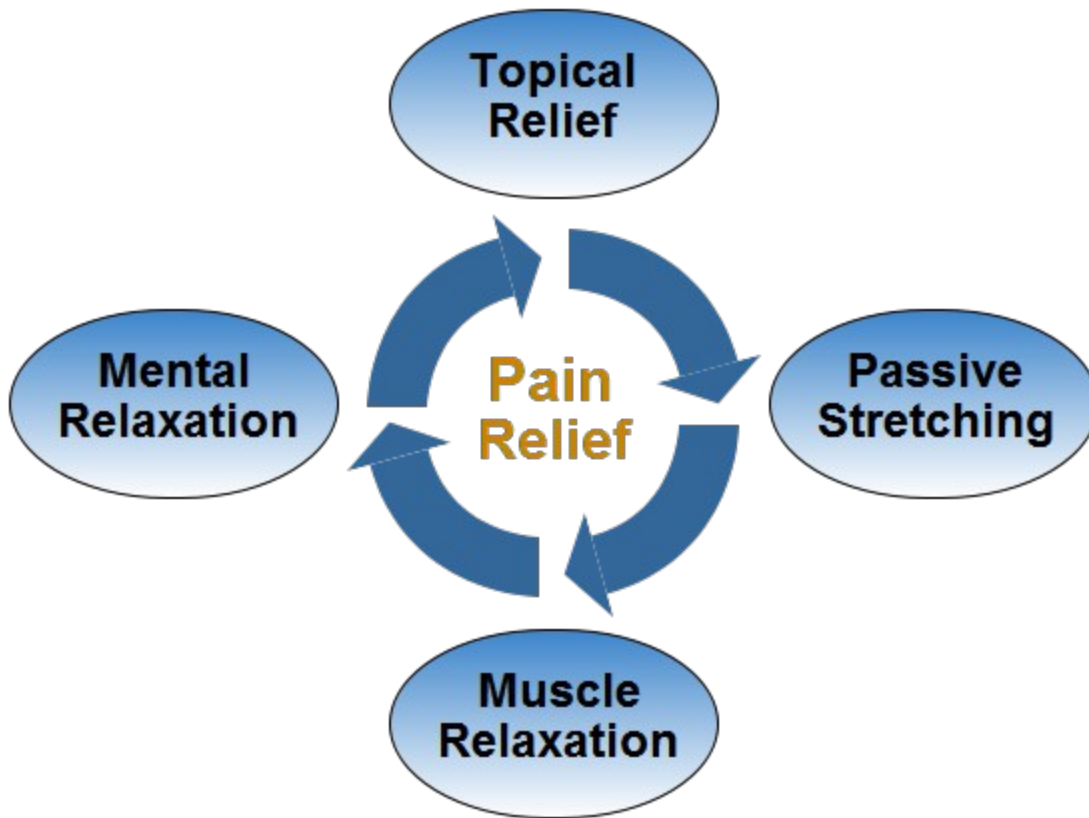 Topical
Relief
Mental
Relaxation
Pain
Relief
Passive
Stretching
Muscle
Relaxation